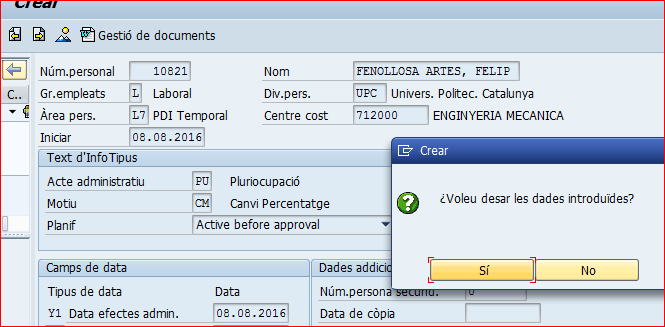 Crear
Gestió de documents
Núm.personal 10821 Nom FENOLLOSA ARTES, FELIP
C.. Gr.empleats L Laboral Div.pers. UPC Univers. Politec. Catalunya
Àrea pers. L7 PDI Temporal Centre cost 712000 ENGINYERIA MECANICA
Iniciar 08.08.2016
Crear
Text d'InfoTipus
Acte administratiu PU Pluriocupació
¿Voleu desar les dades introduïdes?
Motiu CM Canvi Percentatge
Planif Active before approval
Sí No
Camps de data Dades addicio
Tipus de data Data Núm.persona secund. 0
Y1 Data efectes admin. 08.08.2016 Data de còpia